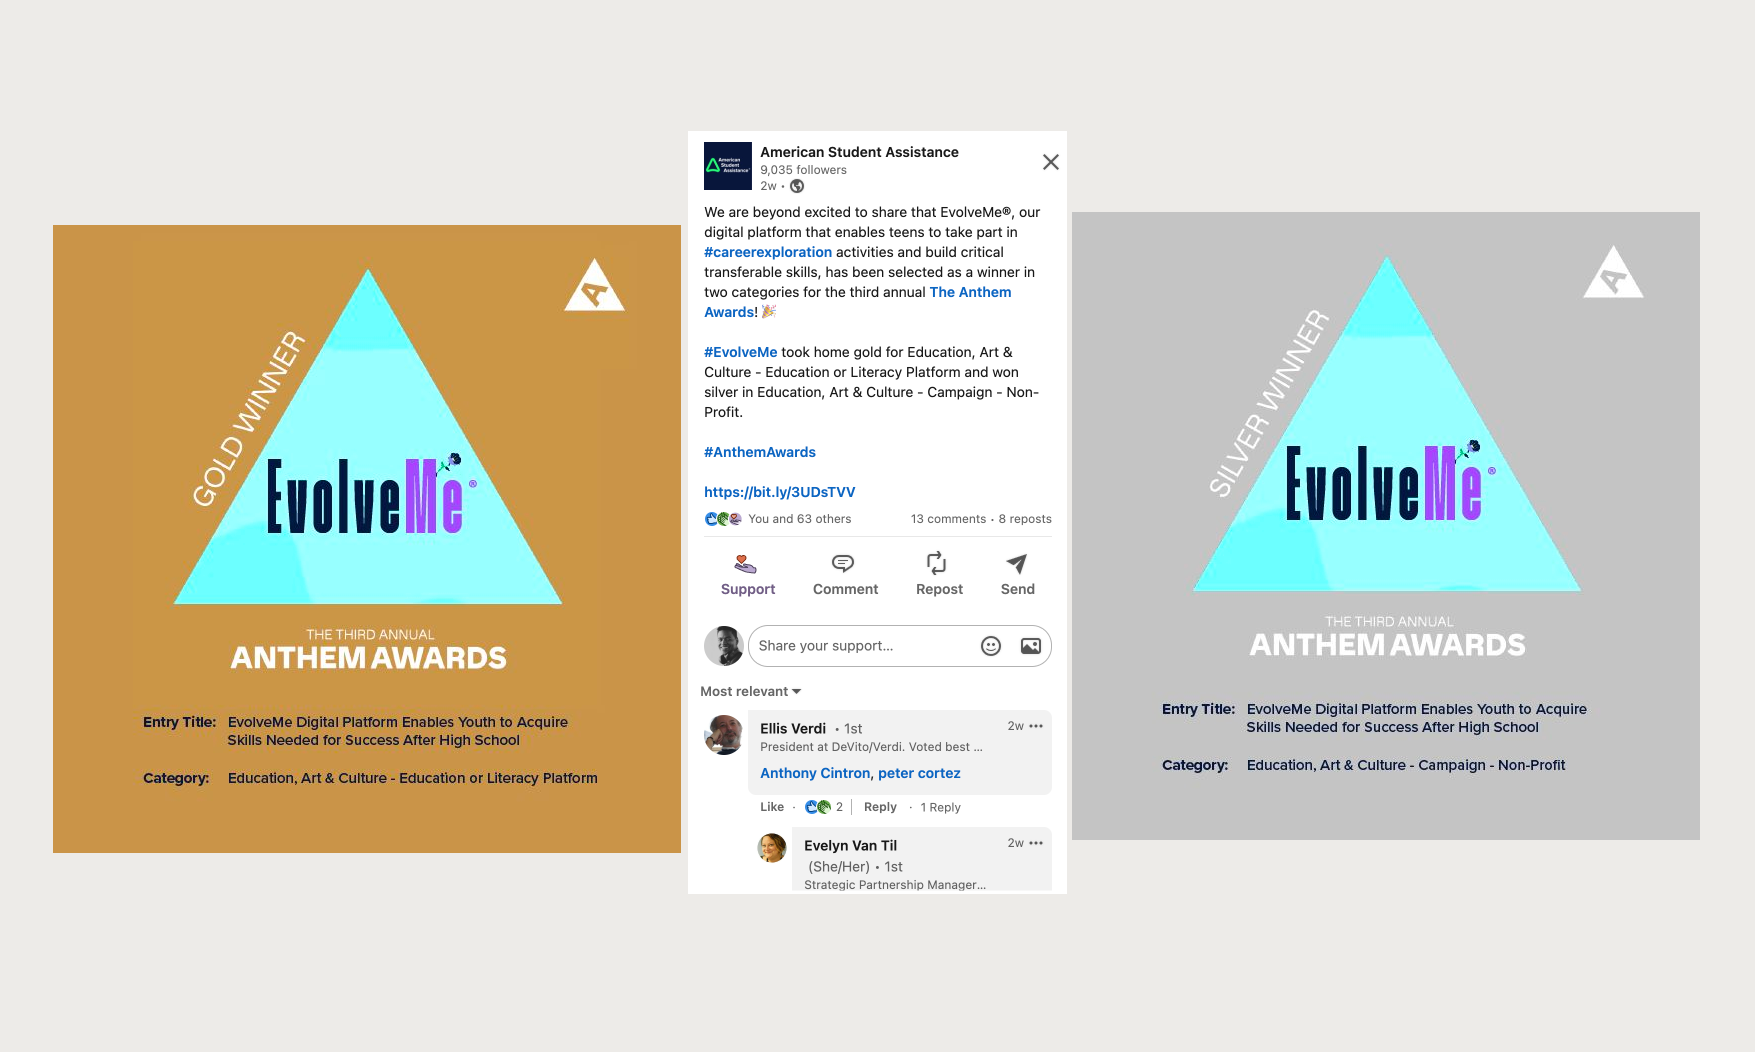 GOLD WINNER
A
EvolveMe®
THE THIRD ANNUAL
ANTHEM AWARDS
Entry Title: EvolveMe Digital Platform Enables Youth to Acquire
Skills Needed for Success After High School
Category: Education, Art & Culture - Education or Literacy Platform
American
Student
Assistance®
American Student Assistance
9,035 followers
2w •
We are beyond excited to share that EvolveMe®, our
digital platform that enables teens to take part in
#careerexploration activities and build critical
transferable skills, has been selected as a winner in
two categories for the third annual The Anthem
Awards! 🎉
#EvolveMe took home gold for Education, Art &
Culture - Education or Literacy Platform and won
silver in Education, Art & Culture - Campaign - Non-
Profit.
#AnthemAwards
https://bit.ly/3UDsTVV
You and 63 others 13 comments • 8 reposts
Support Comment Repost Send
Share your support...
Most relevant
Ellis Verdi • 1st 2w •••
President at DeVito/Verdi. Voted best ...
Anthony Cintron, peter cortez
Like · 2 | Reply · 1 Reply
Evelyn Van Til 2w •••
(She/Her) • 1st
Strategic Partnership Manager...
SILVER WINNER
A
EvolveMe®
THE THIRD ANNUAL
ANTHEM AWARDS
Entry Title: EvolveMe Digital Platform Enables Youth to Acquire
Skills Needed for Success After High School
Category: Education, Art & Culture - Campaign - Non-Profit